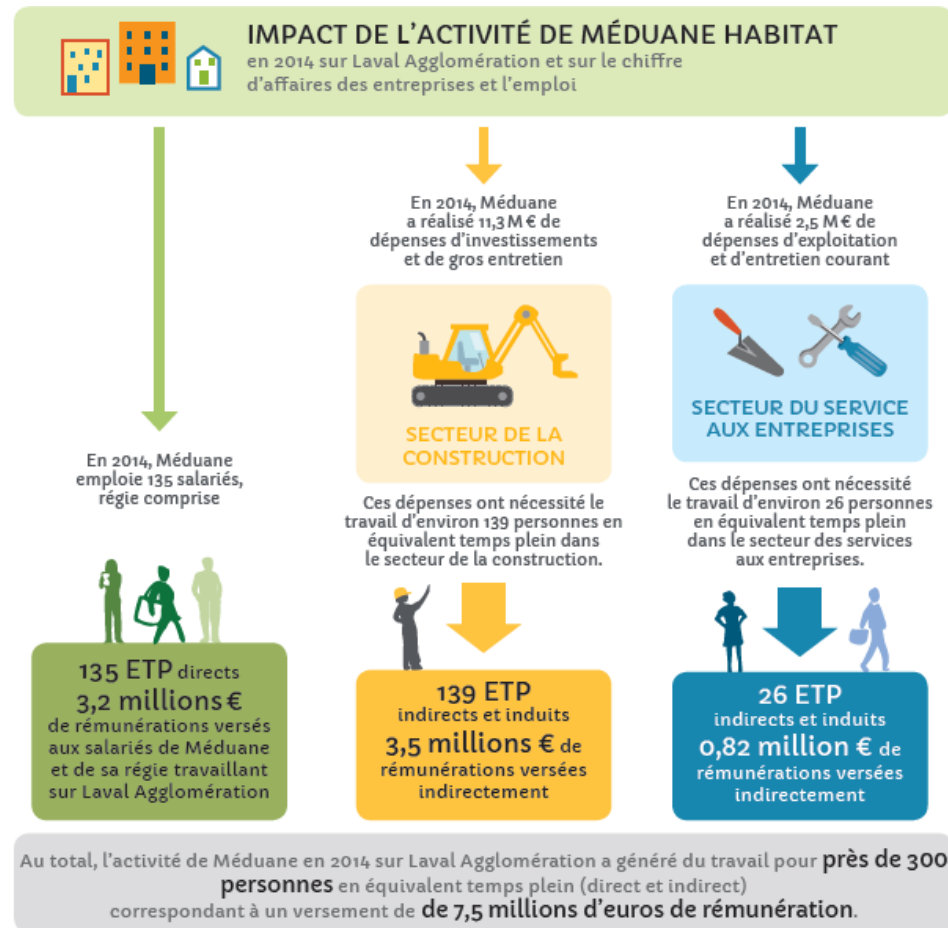 IMPACT DE L'ACTIVITÉ DE MÉDUANE HABITAT
en 2014 sur Laval Agglomération et sur le chiffre
d'affaires des entreprises et l'emploi
En 2014, Méduane
emploie 135 salariés,
régie comprise
135 ETP directs
3,2 millions €
de rémunérations versés
aux salariés de Méduane
et de sa régie travaillant
sur Laval Agglomération
En 2014, Méduane
a réalisé 11,3 M € de
dépenses d'investissements
et de gros entretien
SECTEUR DE LA
CONSTRUCTION
Ces dépenses ont nécessité le
travail d'environ 139 personnes en
équivalent temps plein dans
le secteur de la construction.
139 ETP
indirects et induits
3,5 millions € de
rémunérations versées
indirectement
En 2014, Méduane
a réalisé 2,5 M € de
dépenses d'exploitation
et d'entretien courant
SECTEUR DU SERVICE
AUX ENTREPRISES
Ces dépenses ont nécessité
le travail d'environ 26 personnes
en équivalent temps plein
dans le secteur des services
aux entreprises.
26 ETP
indirects et induits
0,82 million € de
rémunérations versées
indirectement
Au total, l'activité de Méduane en 2014 sur Laval Agglomération a généré du travail pour près de 300
personnes en équivalent temps plein (direct et indirect)
correspondant à un versement de de 7,5 millions d'euros de rémunération.